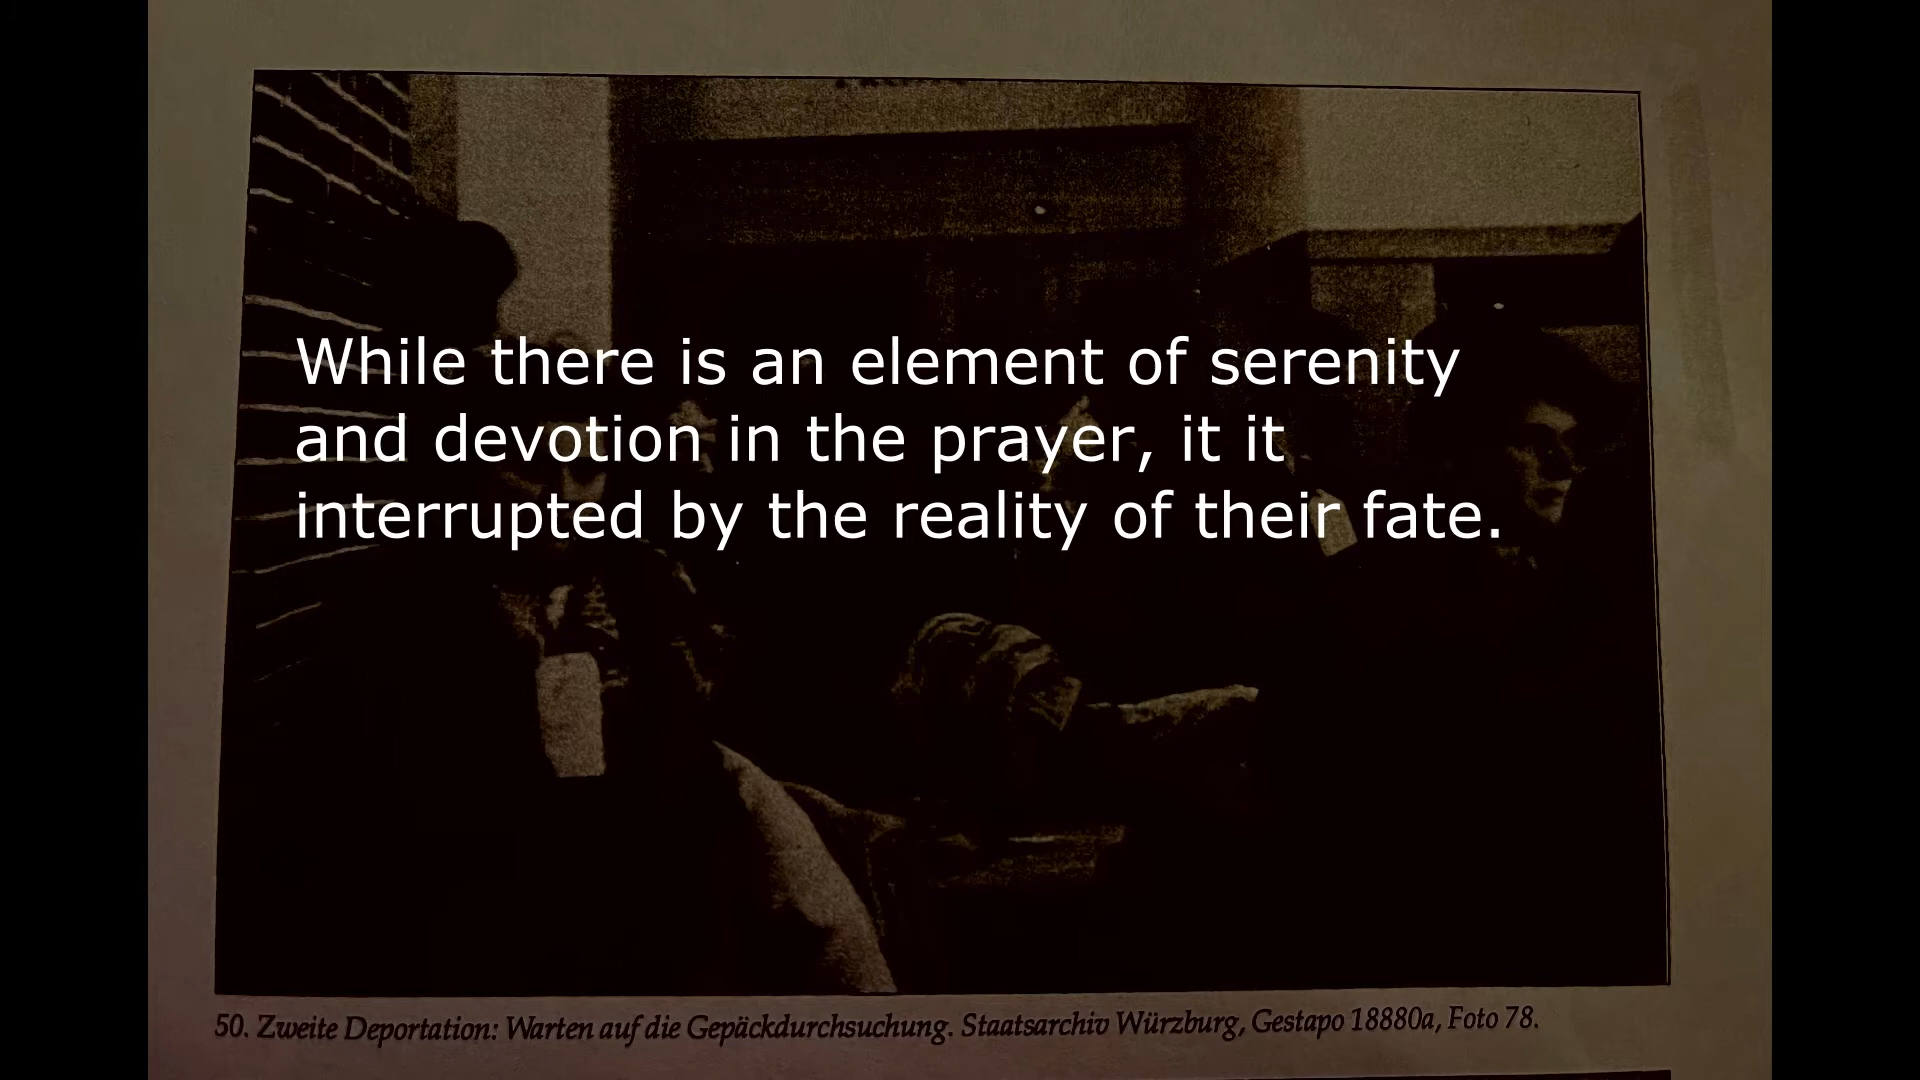 While there is an element of serenity
and devotion in the prayer, it it
interrupted by the reality of their fate.
50. Zweite Deportation: Warten auf die Gepäckdurchsuchung. Staatsarchiv Würzburg, Gestapo 18880a, Foto 78.